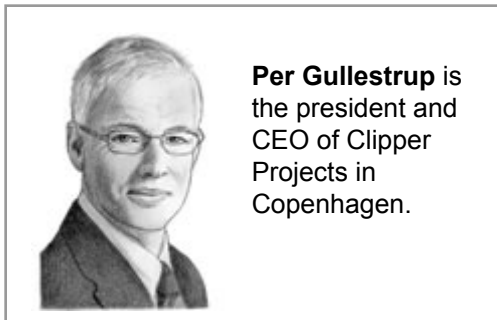 Per Gullestrup is
the president and
CEO of Clipper
Projects in
Copenhagen.